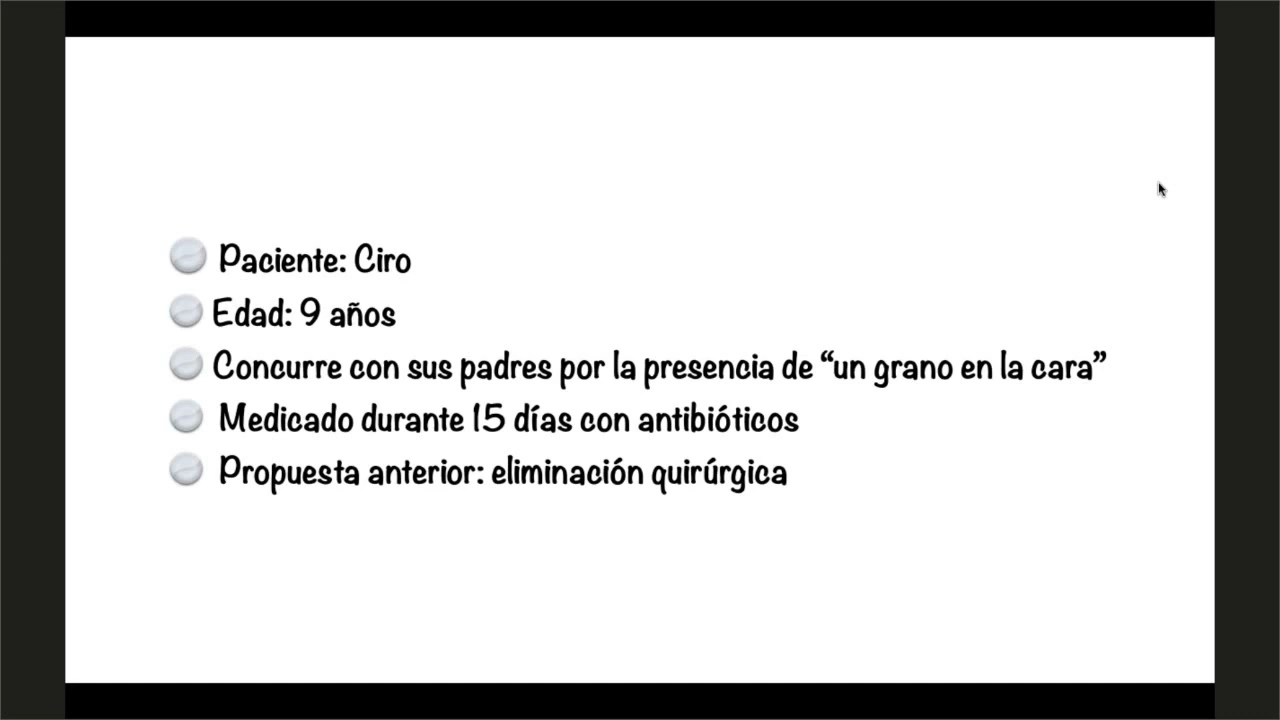 Paciente: Ciro
Edad: 9 años
Concurre con sus padres por la presencia de “un grano en la cara”
Medicado durante 15 días con antibióticos
Propuesta anterior: eliminación quirúrgica